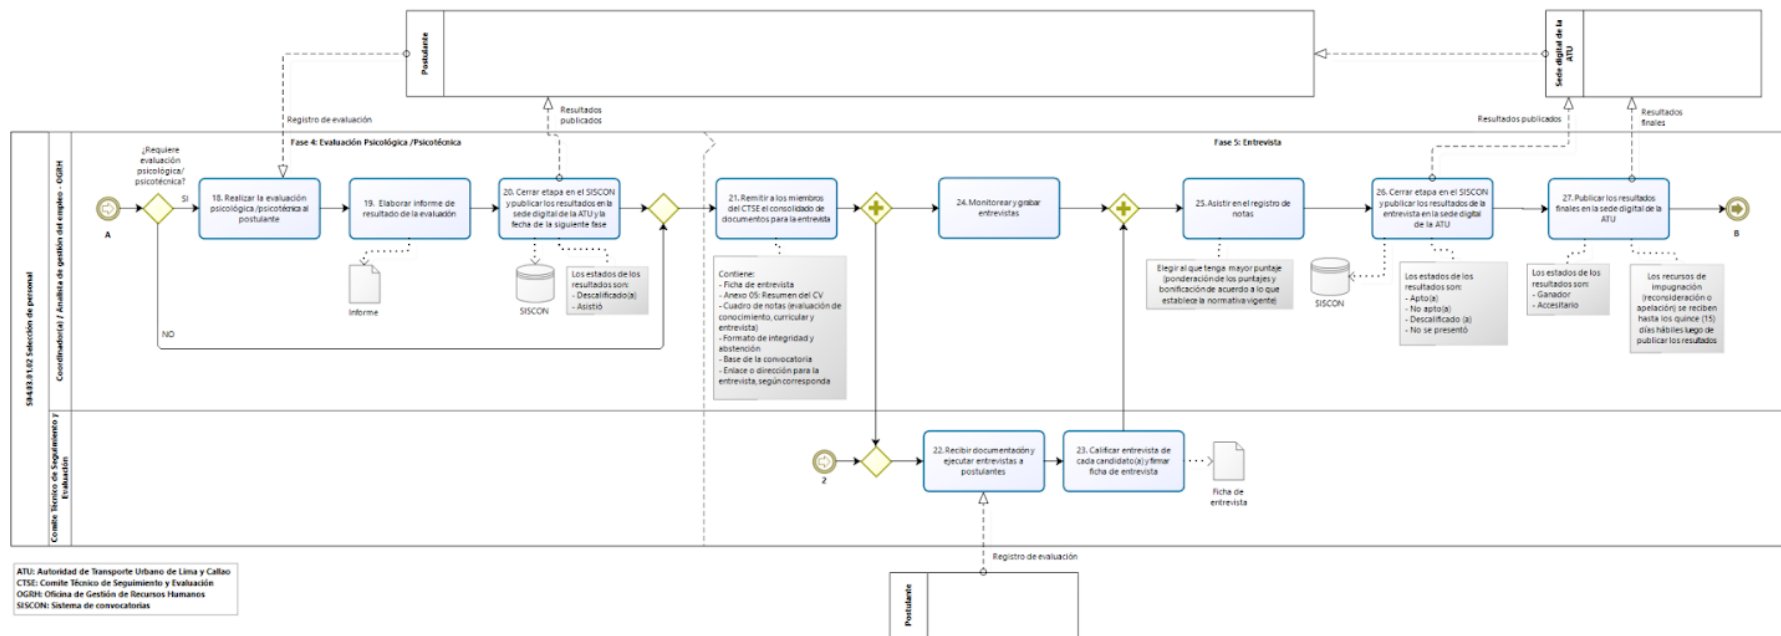 Postulante
Sede digital de la
ATU
Registro de evaluación
Resultados
publicados
Resultados publicados
Resultados
finales
SB4.03.01.02 Selección de personal
Coordinador(a) / Analista de gestión del empleo - OGRH
Fase 4: Evaluación Psicológica /Psicotécnica
Fase 5: Entrevista
¿Requiere
evaluación
psicológica/
psicotécnica?
SI
NO
A
18. Realizar la evaluación
psicológica /psicotécnica al
postulante
19. Elaborar informe de
resultado de la evaluación
Informe
20. Cerrar etapa en el SISCON
y publicar los resultados en la
sede digital de la ATU y la
fecha de la siguiente fase
SISCON
Los estados de los
resultados son:
- Descalificado(a)
- Asistió
21. Remitir a los miembros
del CTSE el consolidado de
documentos para la entrevista
Contiene:
- Ficha de entrevista
- Anexo 05: Resumen del CV
- Cuadro de notas (evaluación de
conocimiento, curricular y
entrevista)
- Formato de integridad y
abstención
- Base de la convocatoria
- Enlace o dirección para la
entrevista, según corresponda
24. Monitorear y grabar
entrevistas
25. Asistir en el registro de
notas
Elegir al que tenga mayor puntaje
(ponderación de los puntajes y
bonificación de acuerdo a lo que
establece la normativa vigente)
26. Cerrar etapa en el SISCON
y publicar los resultados de la
entrevista en la sede digital
de la ATU
SISCON
Los estados de los
resultados son:
- Apto(a)
- No apto(a)
- Descalificado (a)
- No se presentó
27. Publicar los resultados
finales en la sede digital de la
ATU
Los estados de los
resultados son:
- Ganador
- Accesitario
Los recursos de
impugnación
(reconsideración o
apelación) se reciben
hasta los quince (15)
días hábiles luego de
publicar los resultados
B
Comite Técnico de Seguimiento y
Evaluación
2
22. Recibir documentación y
ejecutar entrevistas a
postulantes
23. Calificar entrevista de
cada candidato(a) y firmar
ficha de entrevista
Ficha de
entrevista
Registro de evaluación
Postulante
ATU: Autoridad de Transporte Urbano de Lima y Callao
CTSE: Comite Técnico de Seguimiento y Evaluación
OGRH: Oficina de Gestión de Recursos Humanos
SISCON: Sistema de convocatorias